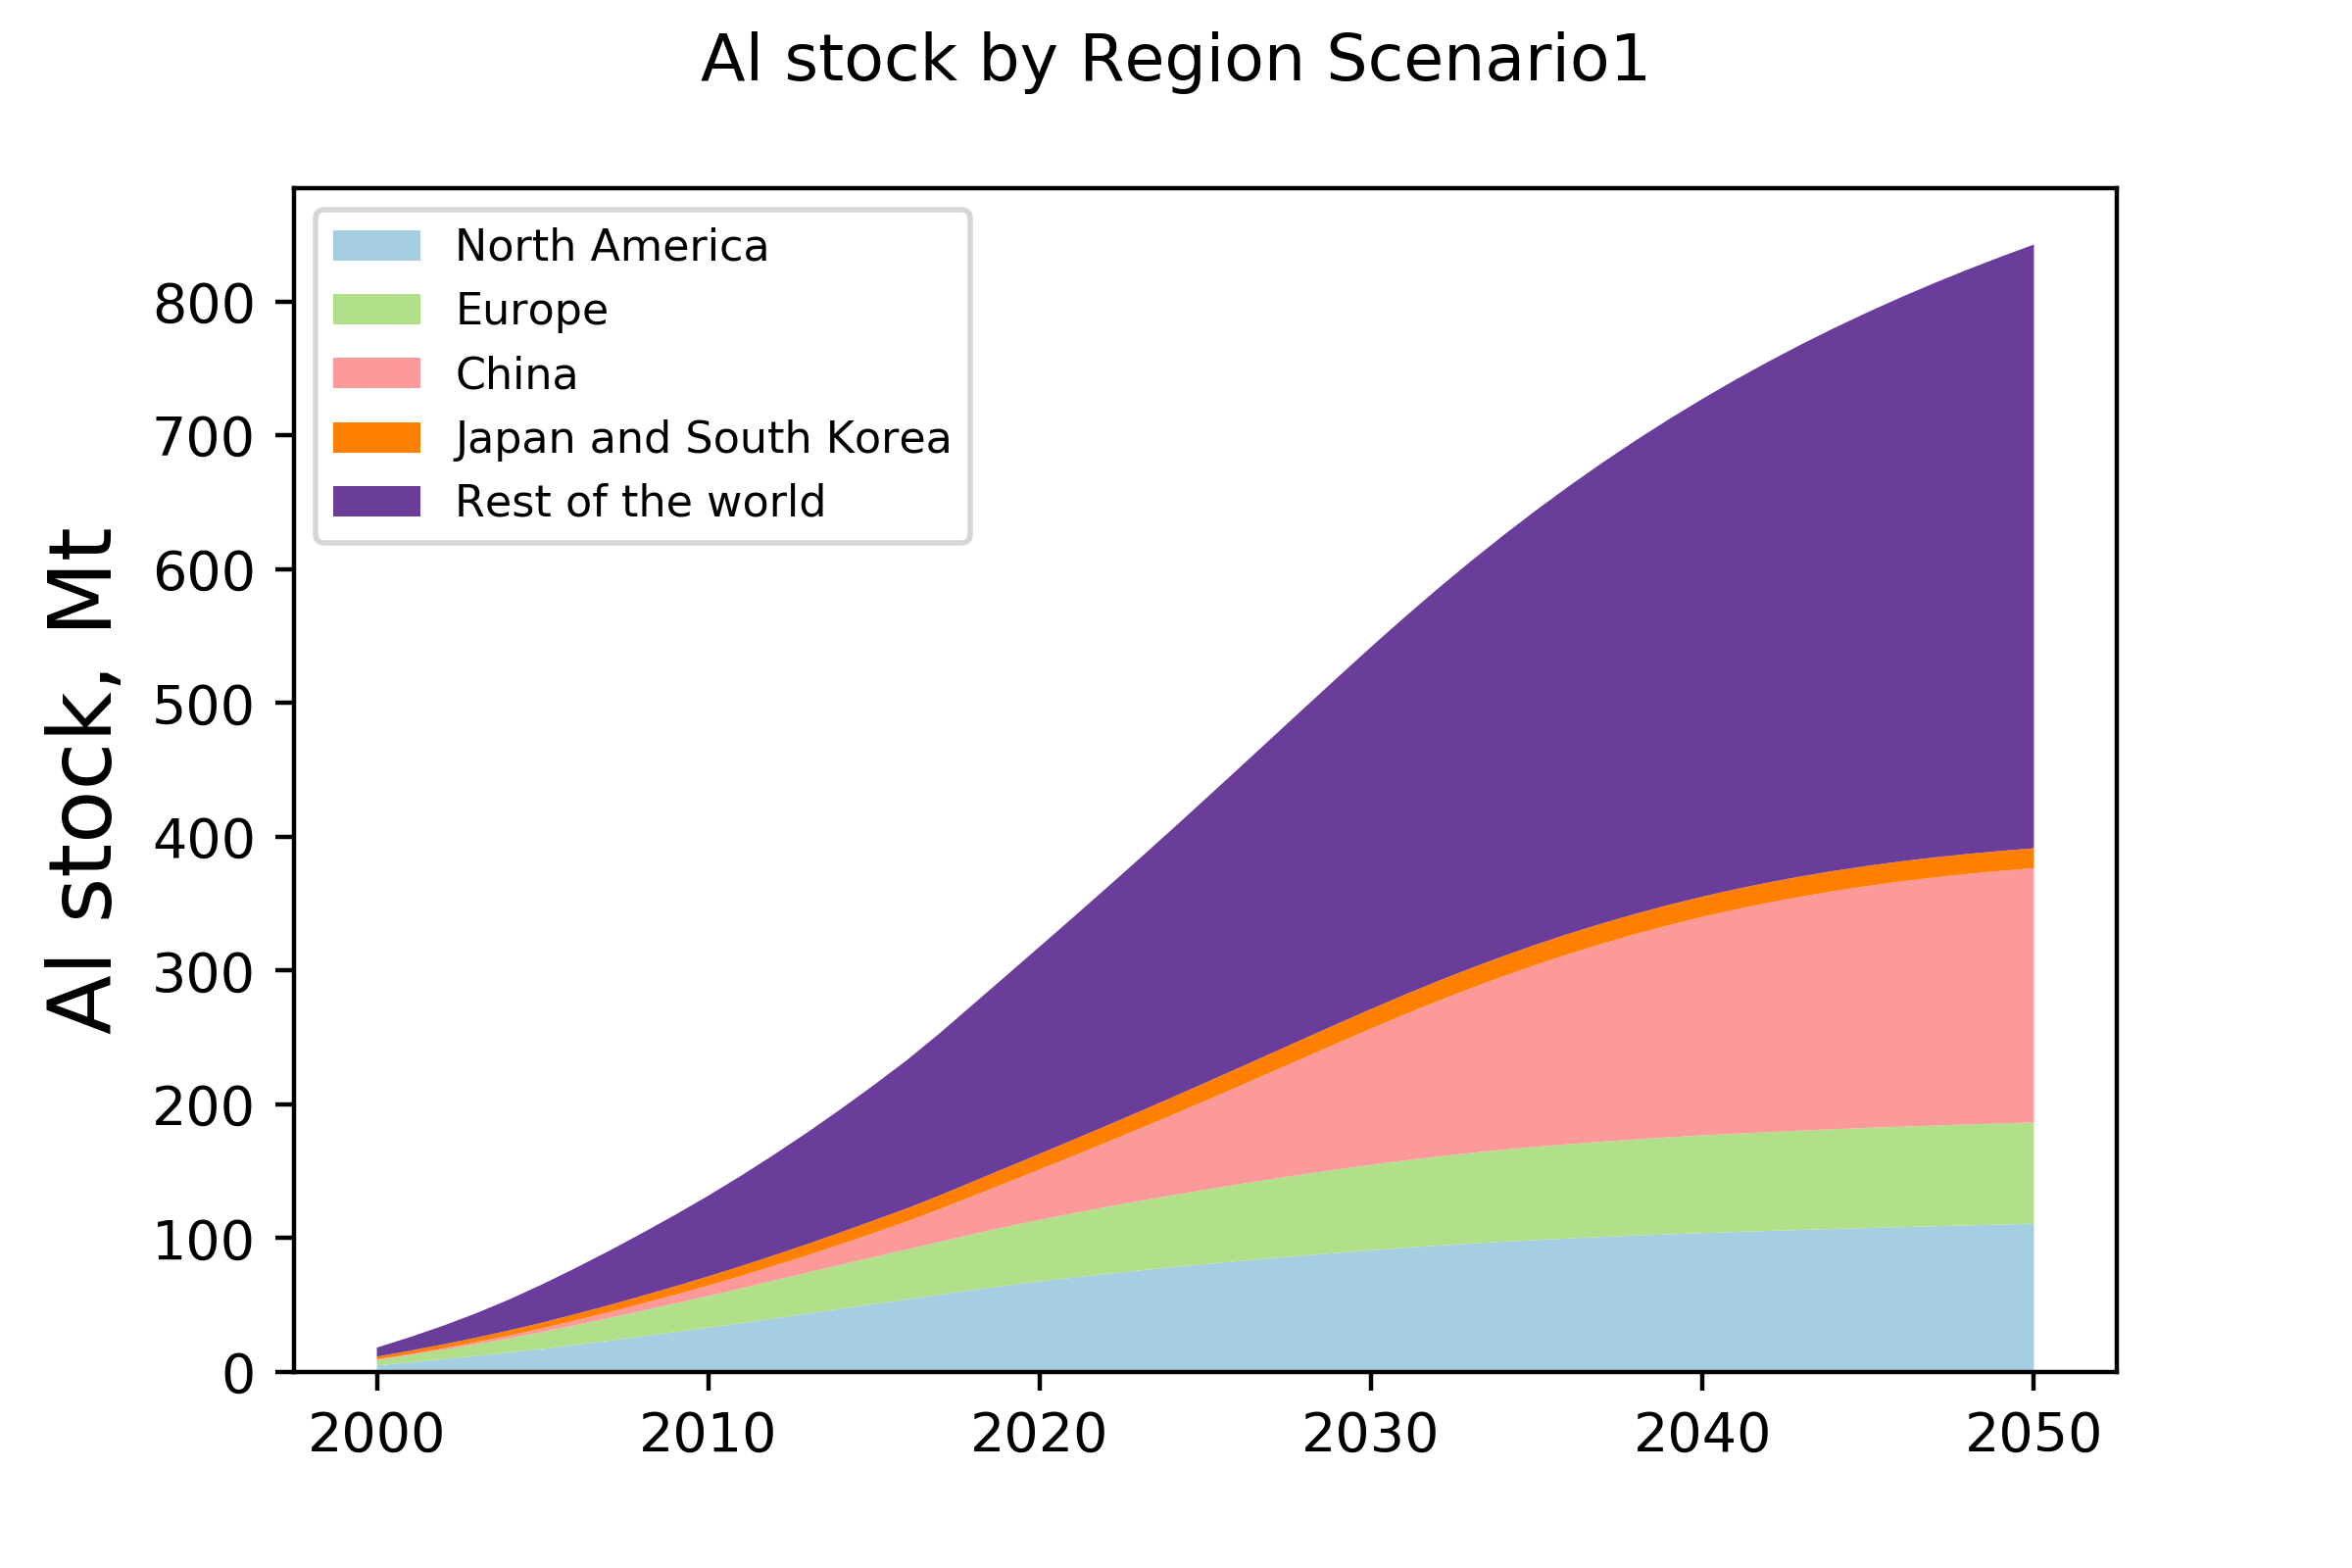 Al stock by Region Scenario1
North America
Europe
China
Japan and South Korea
Rest of the world
Al stock, Mt
800
700
600
500
400
300
200
100
0
2000 2010 2020 2030 2040 2050